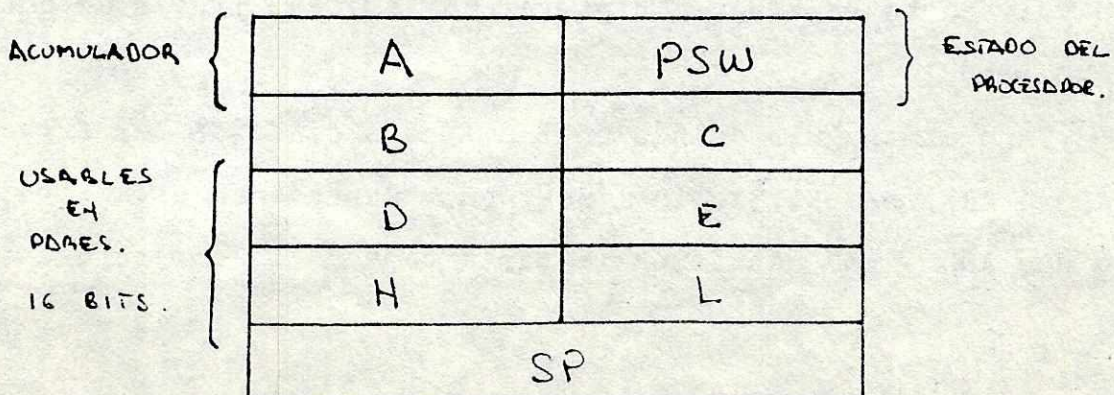 ACUMULADOR
A
PSW
ESTADO DEL
PROCESADOR.
B
C
USABLES
EN
PARES.
16 BITS.
D
E
H
L
SP